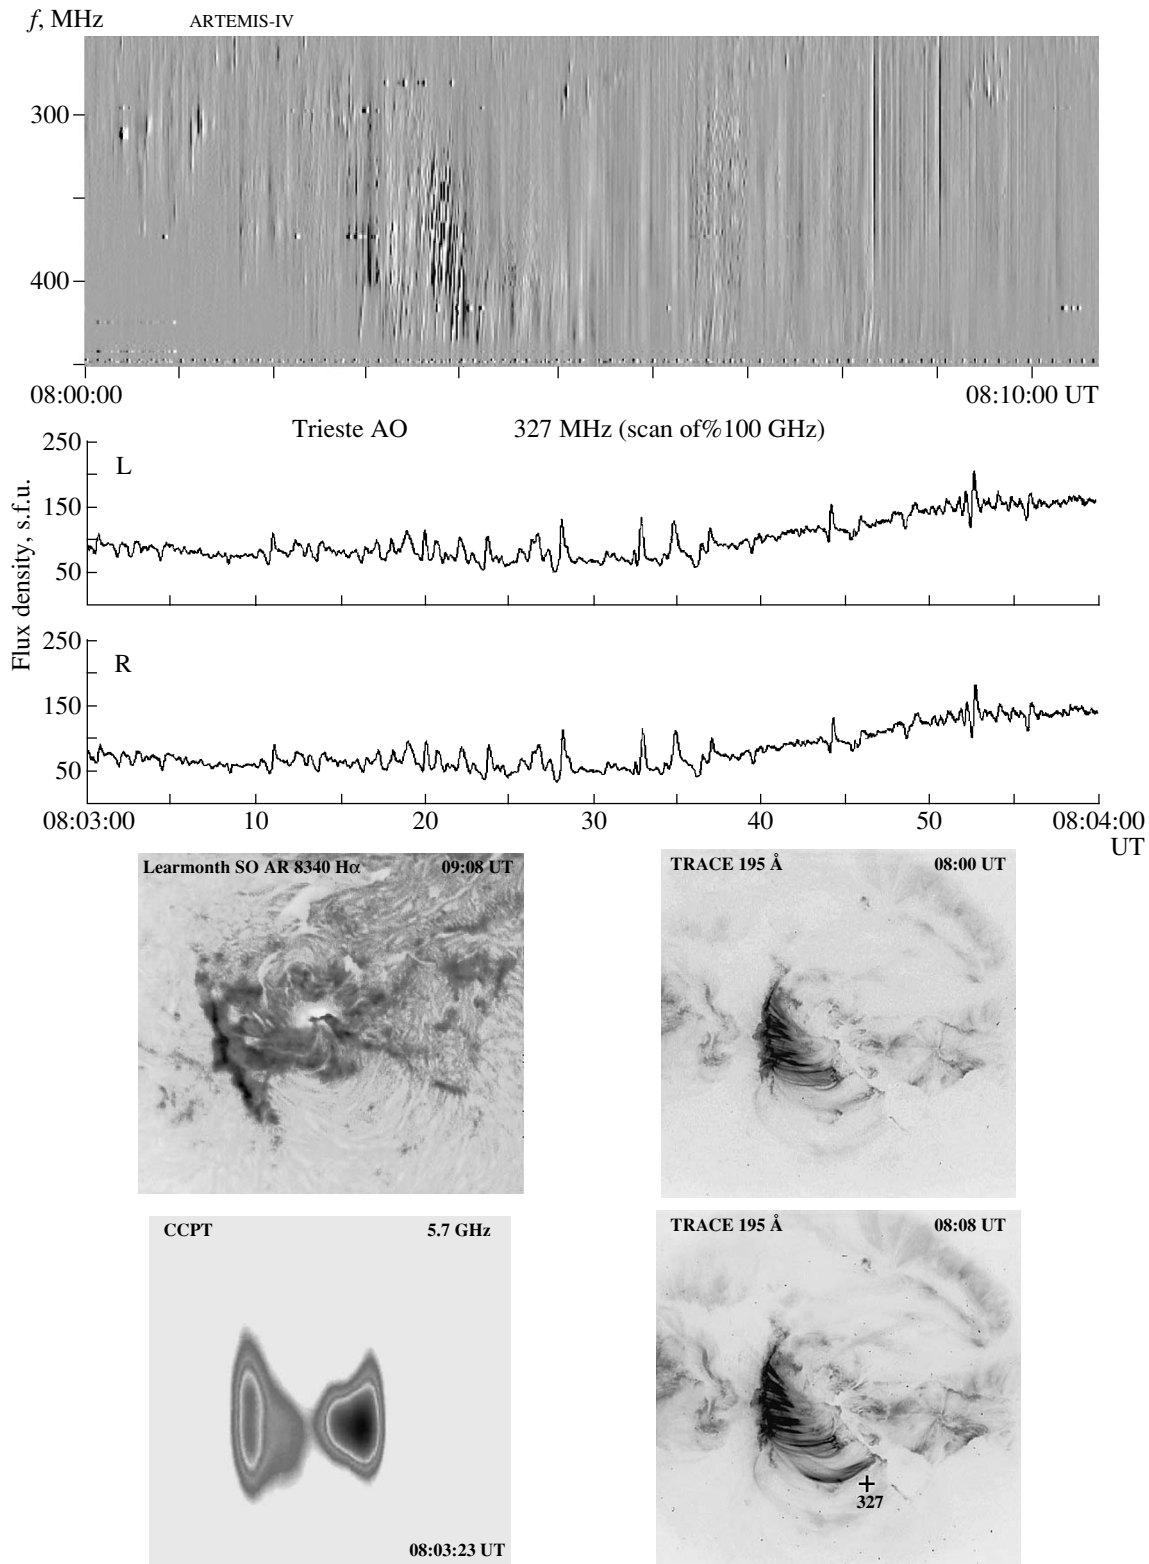 f, MHz ARTEMIS-IV
300
400
08:00:00 08:10:00 UT
Trieste AO 327 MHz (scan of%100 GHz)
250
L
150
50
Flux density, s.f.u.
250
R
150
50
08:03:00 10 20 30 40 50 08:04:00
UT
Learmonth SO AR 8340 Hα 09:08 UT
TRACE 195 Å 08:00 UT
CCPT 5.7 GHz
08:03:23 UT
TRACE 195 Å 08:08 UT
327